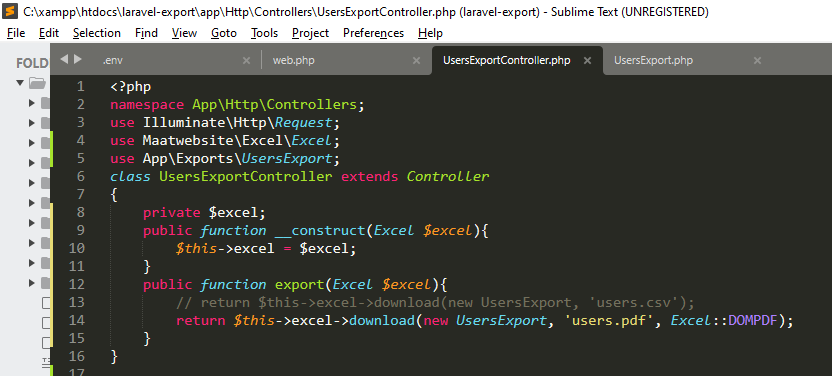 C:\xampp\htdocs\laravel-export\app\Http\Controllers\UsersExportController.php (laravel-export) - Sublime Text (UNREGISTERED)
File Edit Selection Find View Goto Tools Project Preferences Help
FOLD
.env × web.php × UsersExportController.php × UsersExport.php ×
1 <?php
2 namespace App\Http\Controllers;
3 use Illuminate\Http\Request;
4 use Maatwebsite\Excel\Excel;
5 use App\Exports\UsersExport;
6 class UsersExportController extends Controller
7 {
8     private $excel;
9     public function __construct(Excel $excel){
10         $this->excel = $excel;
11     }
12     public function export(Excel $excel){
13         // return $this->excel->download(new UsersExport, 'users.csv');
14         return $this->excel->download(new UsersExport, 'users.pdf', Excel::DOMPDF);
15     }
16 }
17